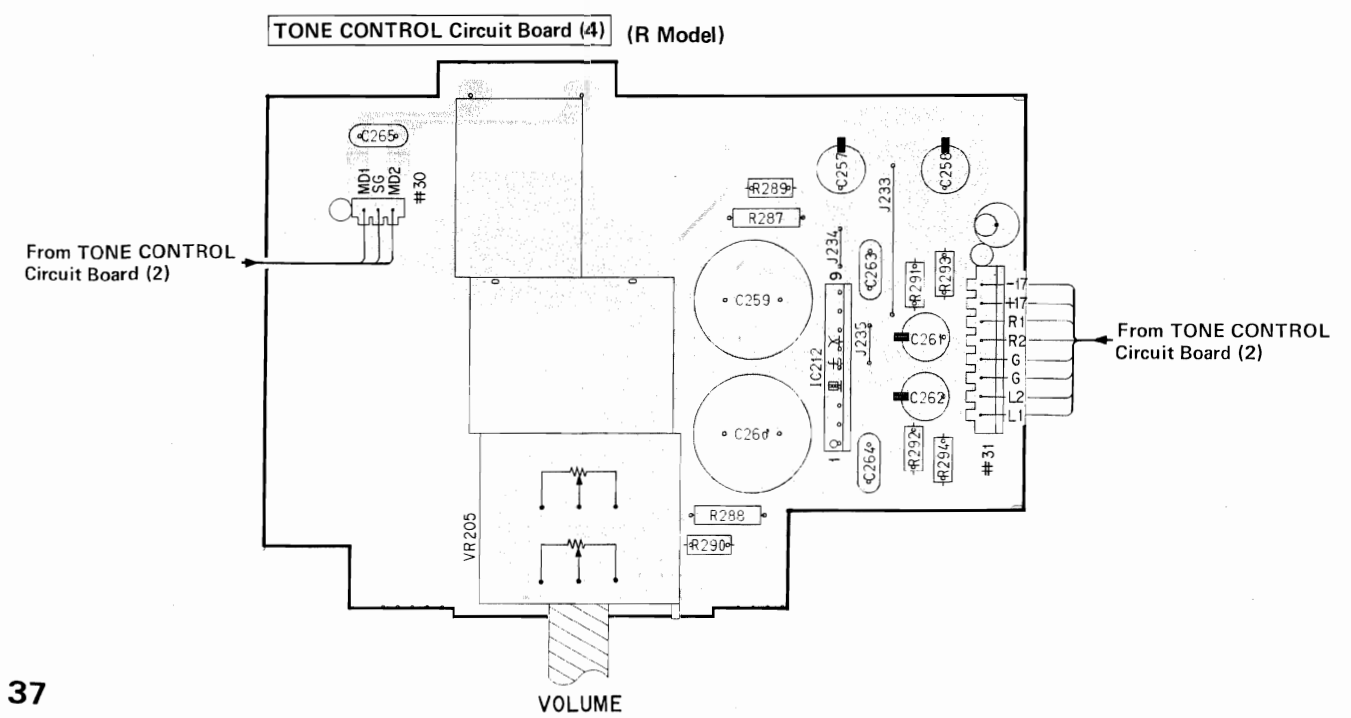 TONE CONTROL Circuit Board (4) (R Model)
C265
MD1
SG
MD2
#30
From TONE CONTROL
Circuit Board (2)
R289
R287
C257
J233
C258
J234
C263
R291
R293
C259
9
IC212
J235
C261
C262
-17
+17
R1
R2
G
G
L2
L1
From TONE CONTROL
Circuit Board (2)
C260
1
C264
R292
R294
#31
VR205
R288
R290
37
VOLUME